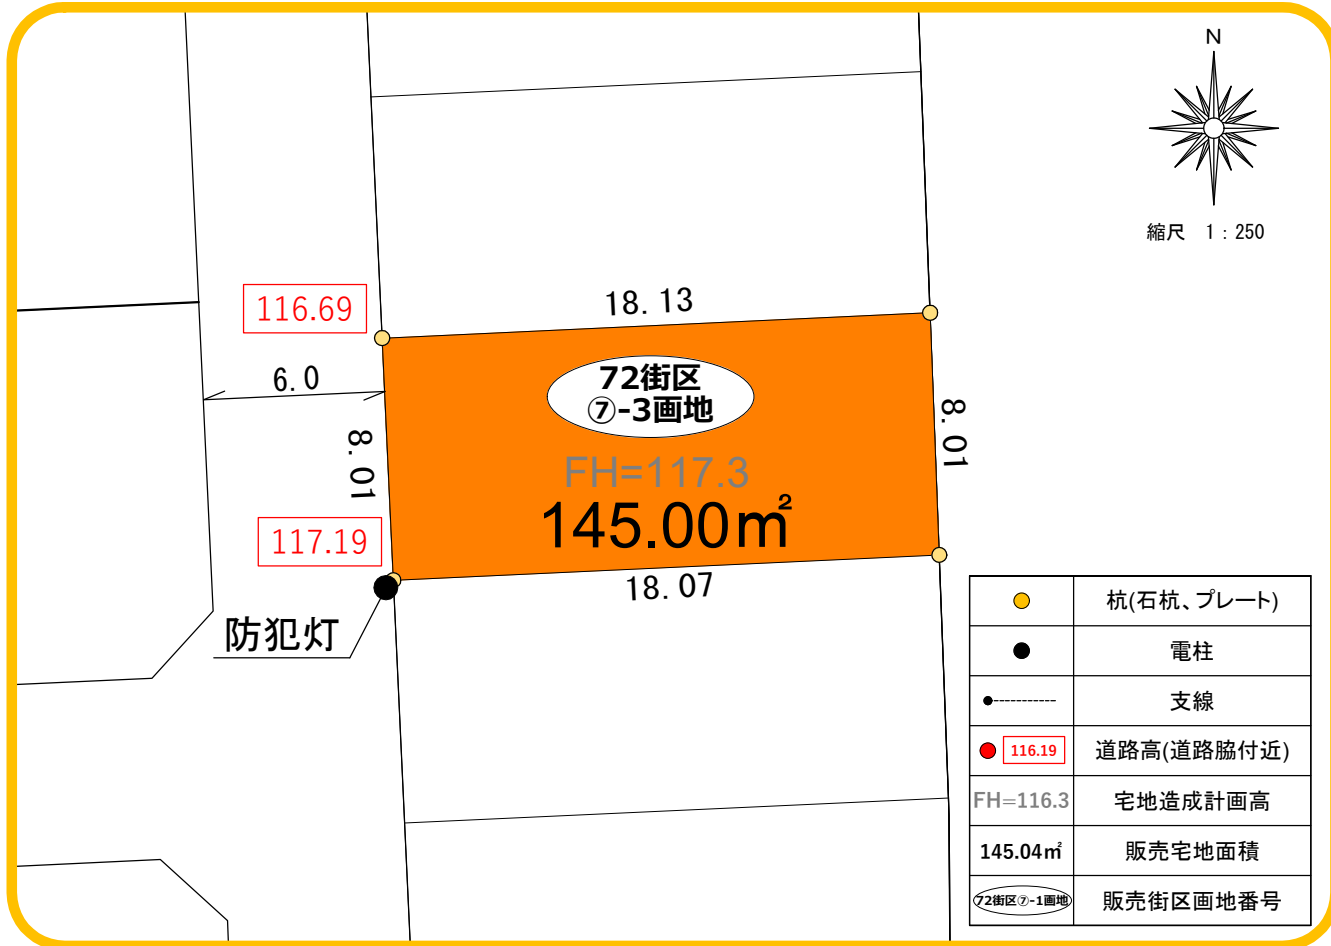 N
縮尺 1:250
116.69
18.13
6.0
72街区
⑦-3画地
8.01
8.01
FH=117.3
145.00㎡
117.19
18.07
防犯灯
杭(石杭、プレート)
電柱
支線
116.19 道路高(道路脇付近)
FH=116.3 宅地造成計画高
145.04㎡ 販売宅地面積
72街区⑦-1画地 販売街区画地番号